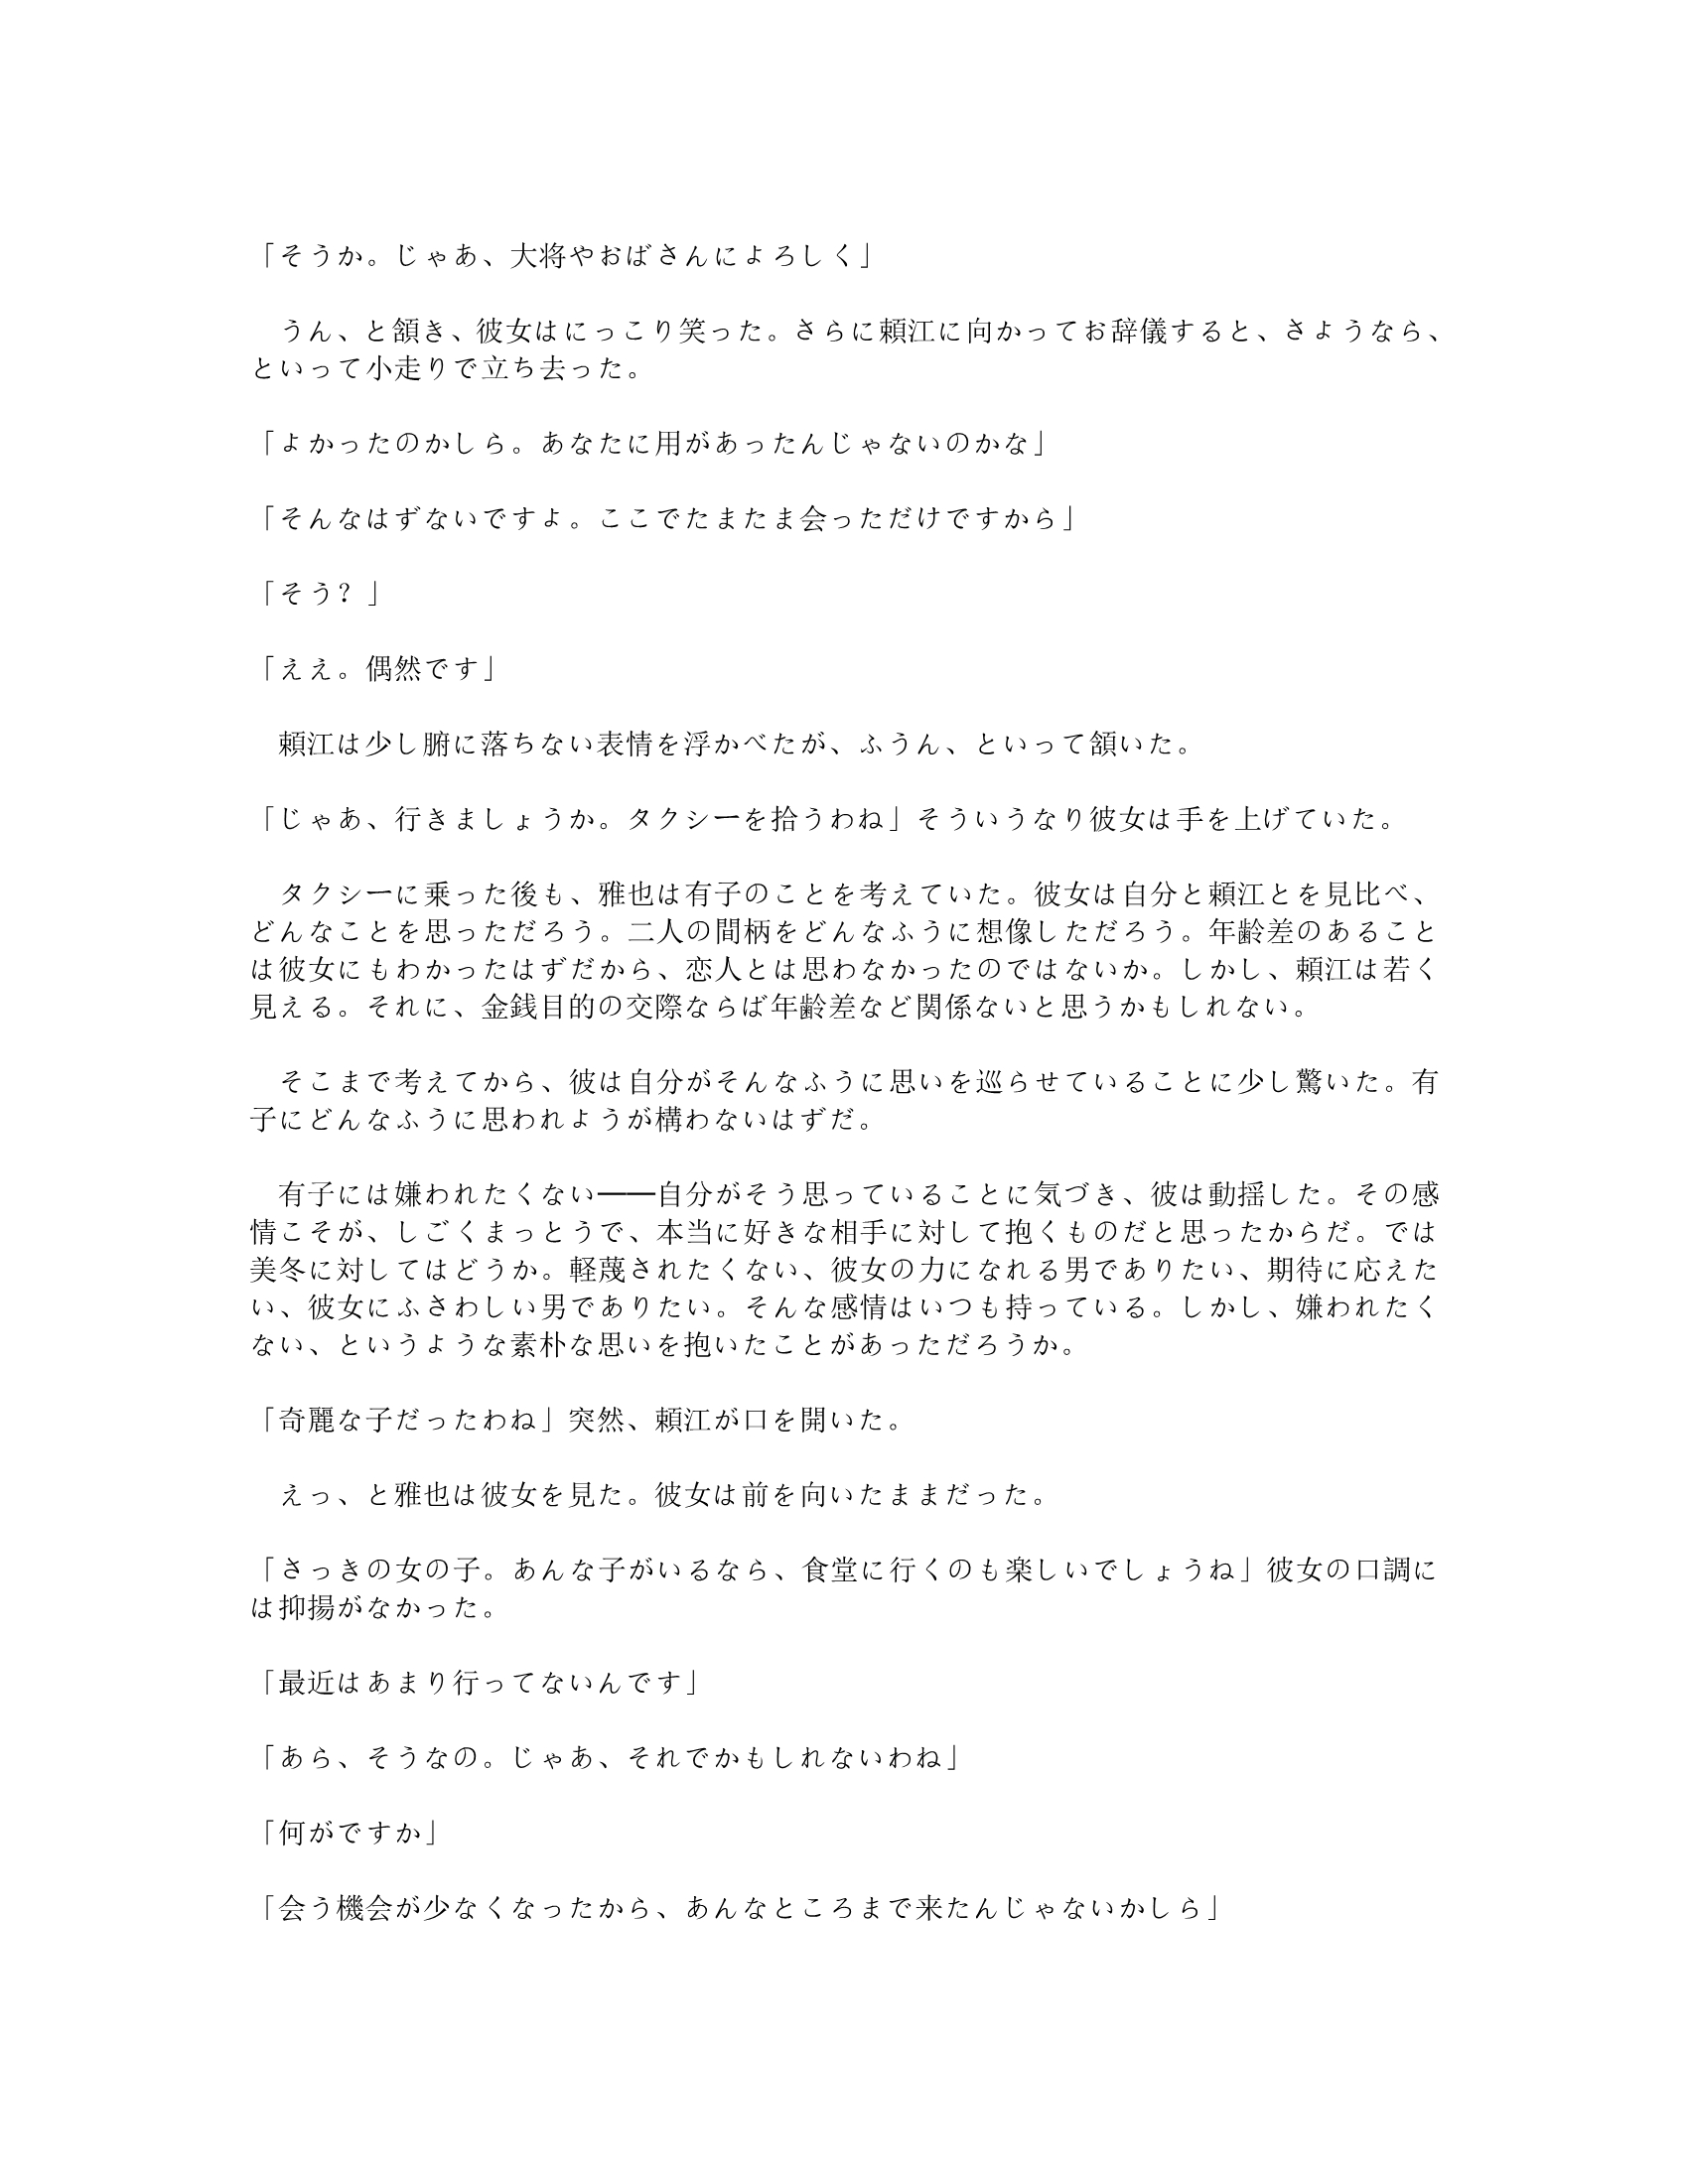 「そうか。じゃあ、大将やおばさんによろしく」
　うん、と頷き、彼女はにっこり笑った。さらに頼江に向かってお辞儀すると、さようなら、
といって小走りで立ち去った。
「よかったのかしら。あなたに用があったんじゃないのかな」
「そんなはずないですよ。ここでたまたま会っただけですから」
「そう？」
「ええ。偶然です」
　頼江は少し腑に落ちない表情を浮かべたが、ふうん、といって頷いた。
「じゃあ、行きましょうか。タクシーを拾うわね」そういうなり彼女は手を上げていた。
　タクシーに乗った後も、雅也は有子のことを考えていた。彼女は自分と頼江とを見比べ、
どんなことを思っただろう。二人の間柄をどんなふうに想像しただろう。年齢差のあること
は彼女にもわかったはずだから、恋人とは思わなかったのではないか。しかし、頼江は若く
見える。それに、金銭目的の交際ならば年齢差など関係ないと思うかもしれない。
　そこまで考えてから、彼は自分がそんなふうに思いを巡らせていることに少し驚いた。有
子にどんなふうに思われようが構わないはずだ。
　有子には嫌われたくない――自分がそう思っていることに気づき、彼は動揺した。その感
情こそが、しごくまっとうで、本当に好きな相手に対して抱くものだと思ったからだ。では
美冬に対してはどうか。軽蔑されたくない、彼女の力になれる男でありたい、期待に応えた
い、彼女にふさわしい男でありたい。そんな感情はいつも持っている。しかし、嫌われたく
ない、というような素朴な思いを抱いたことがあっただろうか。
「奇麗な子だったわね」突然、頼江が口を開いた。
　えっ、と雅也は彼女を見た。彼女は前を向いたままだった。
「さっきの女の子。あんな子がいるなら、食堂に行くのも楽しいでしょうね」彼女の口調に
は抑揚がなかった。
「最近はあまり行ってないんです」
「あら、そうなの。じゃあ、それでかもしれないわね」
「何がですか」
「会う機会が少なくなったから、あんなところまで来たんじゃないかしら」